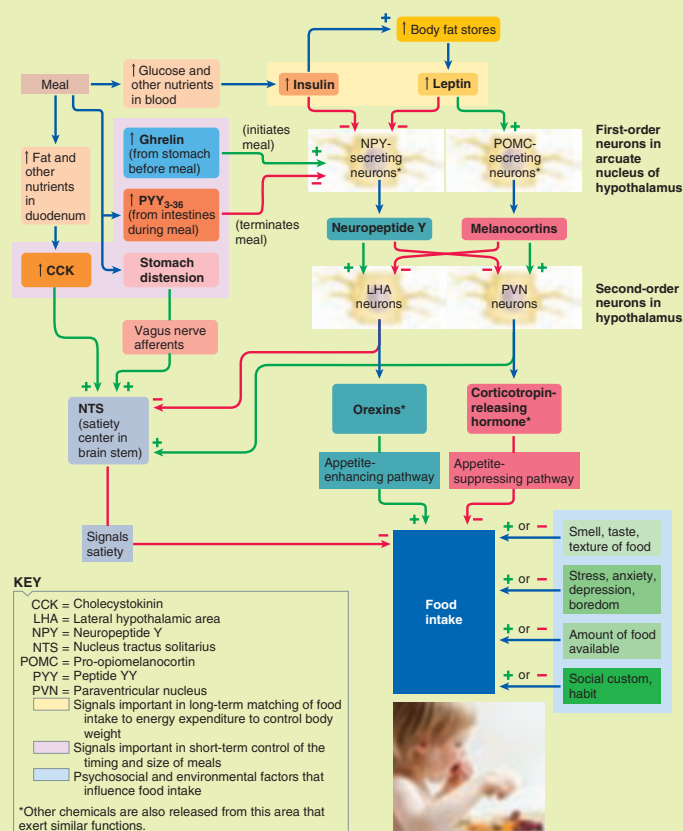 +
↑ Body fat stores
Meal
↑ Glucose and
other nutrients
in blood
+
↑ Insulin
↑ Leptin
− −
+
↑ Fat and
other
nutrients
in
duodenum
↑ Ghrelin
(from stomach
before meal)
(initiates
meal)
+
−
NPY-
secreting
neurons*
POMC-
secreting
neurons*
First-order
neurons in
arcuate
nucleus of
hypothalamus
↑ PYY3-36
(from intestines
during meal)
(terminates
meal)
Neuropeptide Y
Melanocortins
+ − − +
↑ CCK
Stomach
distension
LHA
neurons
PVN
neurons
Second-order
neurons in
hypothalamus
Vagus nerve
afferents
+ +
−
+
NTS
(satiety
center in
brain stem)
Orexins*
Corticotropin-
releasing
hormone*
Appetite-
enhancing pathway
Appetite-
suppressing pathway
+ −
Signals
satiety
−
Food
intake
+ or −
Smell, taste,
texture of food
+ or −
Stress, anxiety,
depression,
boredom
+ or −
Amount of food
available
+ or −
Social custom,
habit
KEY
CCK = Cholecystokinin
LHA = Lateral hypothalamic area
NPY = Neuropeptide Y
NTS = Nucleus tractus solitarius
POMC = Pro-opiomelanocortin
PYY = Peptide YY
PVN = Paraventricular nucleus
Signals important in long-term matching of food
intake to energy expenditure to control body
weight
Signals important in short-term control of the
timing and size of meals
Psychosocial and environmental factors that
influence food intake
*Other chemicals are also released from this area that
exert similar functions.